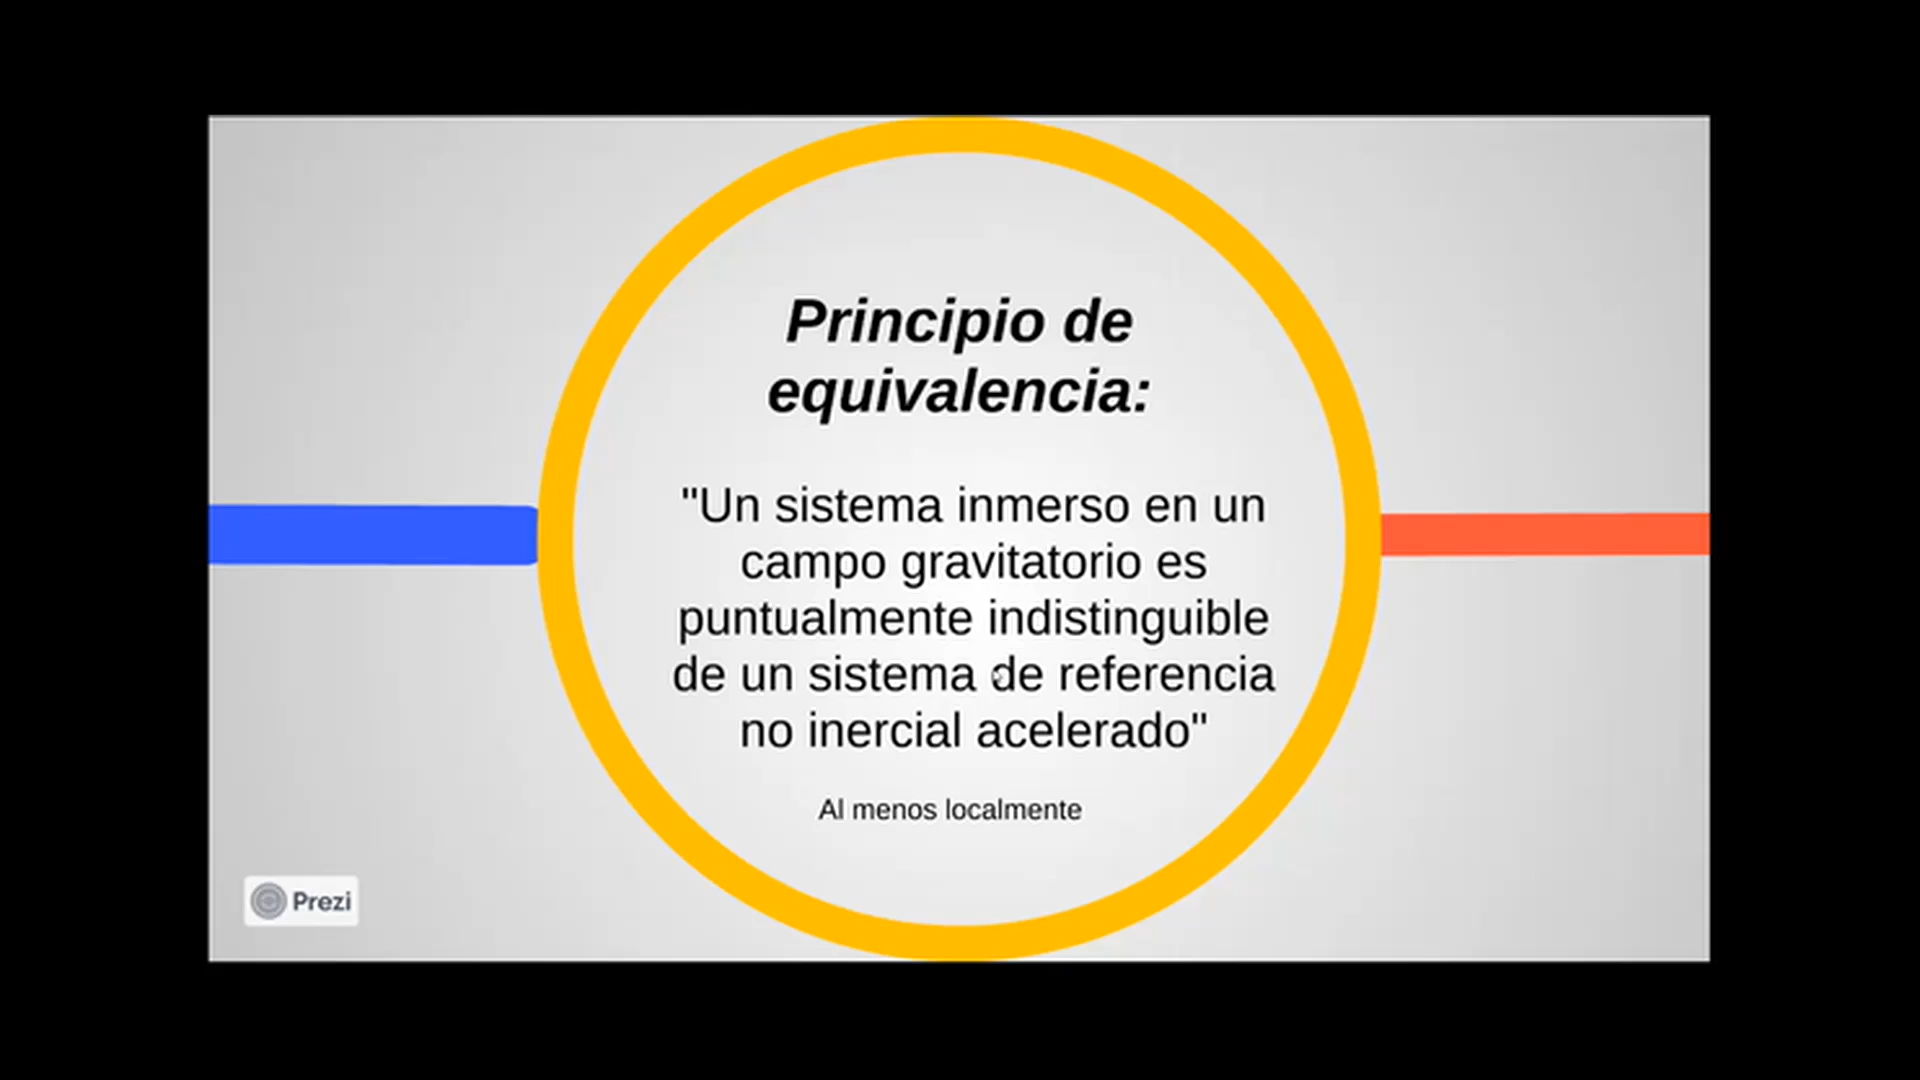 Principio de
equivalencia:
"Un sistema inmerso en un
campo gravitatorio es
puntualmente indistinguible
de un sistema de referencia
no inercial acelerado"
Al menos localmente
Prezi